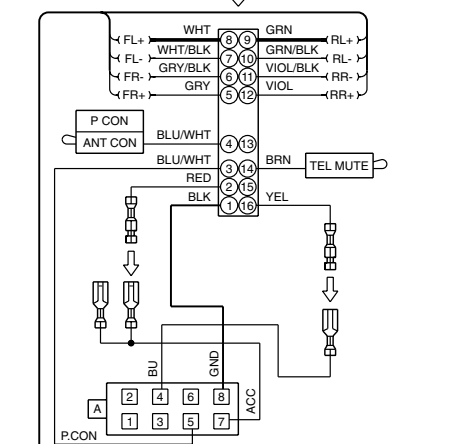 WHT 8 9 GRN
FL+ RL+
WHT/BLK 7 10 GRN/BLK
FL- RL-
GRY/BLK 6 11 VIOL/BLK
FR- RR-
GRY 5 12 VIOL
FR+ RR+
P CON
ANT CON BLU/WHT 4 13
BLU/WHT 3 14 BRN TEL MUTE
RED 2 15
BLK 1 16 YEL
BU GND ACC
2 4 6 8
A
1 3 5 7
P.CON